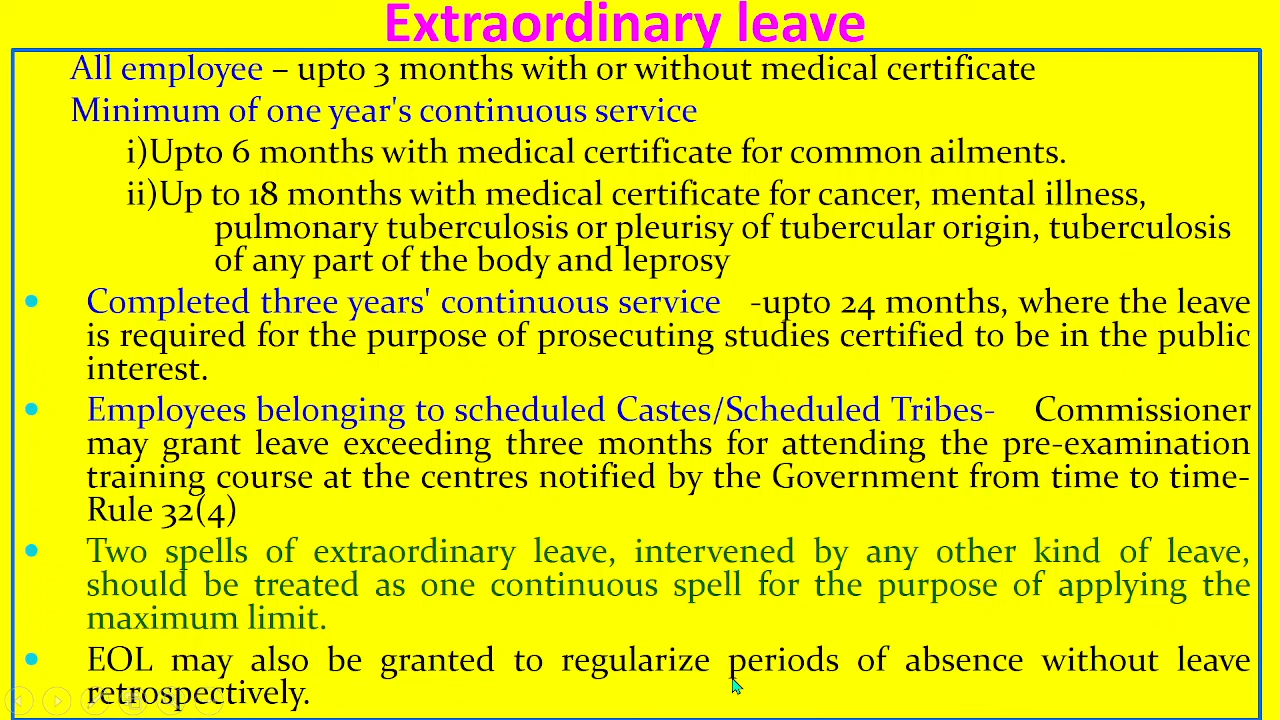 Extraordinary leave
All employee – upto 3 months with or without medical certificate
Minimum of one year's continuous service
i)Upto 6 months with medical certificate for common ailments.
ii)Up to 18 months with medical certificate for cancer, mental illness,
pulmonary tuberculosis or pleurisy of tubercular origin, tuberculosis
of any part of the body and leprosy
• Completed three years' continuous service -upto 24 months, where the leave
is required for the purpose of prosecuting studies certified to be in the public
interest.
• Employees belonging to scheduled Castes/Scheduled Tribes- Commissioner
may grant leave exceeding three months for attending the pre-examination
training course at the centres notified by the Government from time to time-
Rule 32(4)
• Two spells of extraordinary leave, intervened by any other kind of leave,
should be treated as one continuous spell for the purpose of applying the
maximum limit.
• EOL may also be granted to regularize periods of absence without leave
retrospectively.